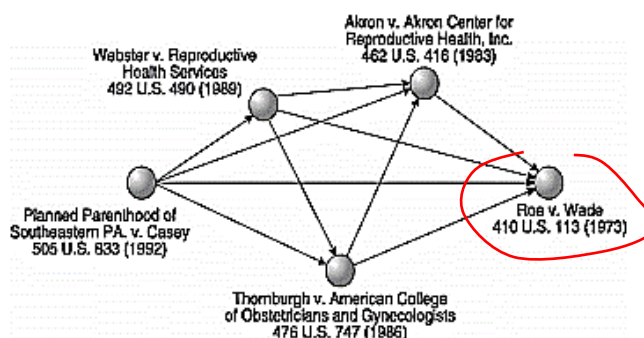 Akron v. Akron Center for
Reproductive Health, Inc.
462 U.S. 416 (1983)
Webster v. Reproductive
Health Services
492 U.S. 490 (1989)
Planned Parenthood of
Southeastern PA. v. Casey
505 U.S. 833 (1992)
Roe v. Wade
410 U.S. 113 (1973)
Thornburgh v. American College
of Obstetricians and Gynecologists
476 U.S. 747 (1986)